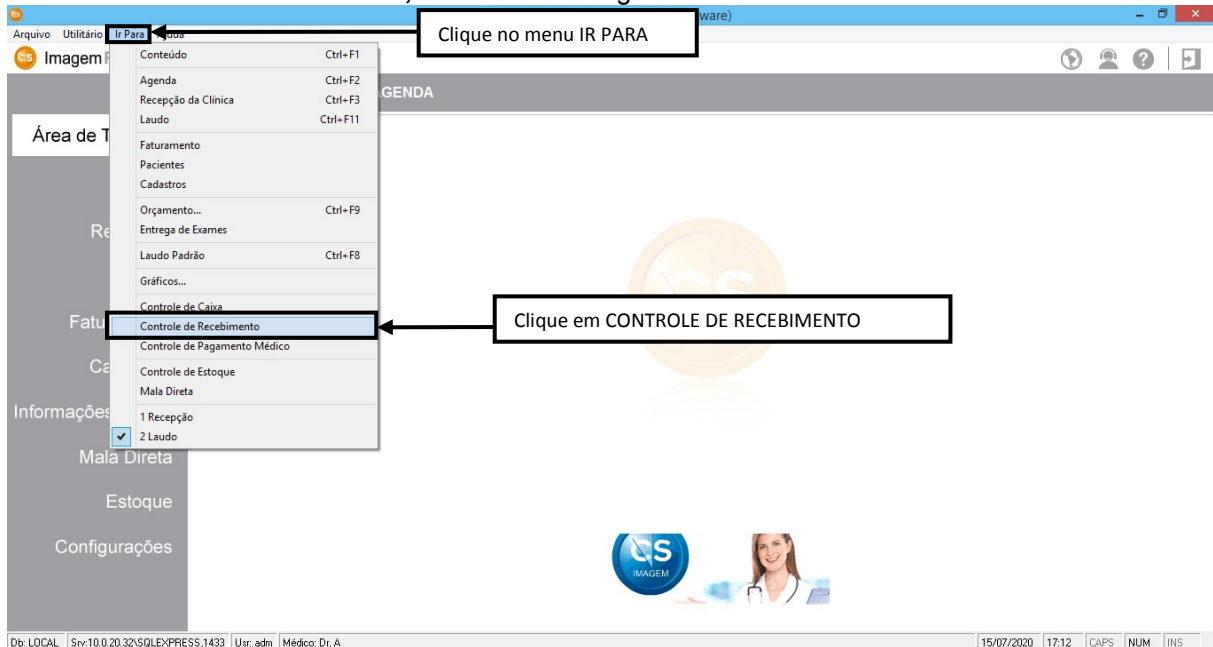 ware)
Clique no menu IR PARA
Arquivo Utilitário Ir Para Ajuda
CS Imagem
Conteúdo Ctrl+F1
Agenda Ctrl+F2
AGENDA
Recepção da Clínica Ctrl+F3
Laudo Ctrl+F11
Área de T
Faturamento
Pacientes
Cadastros
Orçamento... Ctrl+F9
Re
Entrega de Exames
Laudo Padrão Ctrl+F8
Gráficos...
CS
Controle de Caixa
Fatu
Controle de Recebimento
Clique em CONTROLE DE RECEBIMENTO
Controle de Pagamento Médico
Ca
Controle de Estoque
Mala Direta
Informações
1 Recepção
2 Laudo
Mala Direta
Estoque
Configurações
CS
IMAGEM
Db: LOCAL Srv:10.0.20.32\SQLEXPRESS,1433 Usr: adm Médico: Dr. A 15/07/2020 17:12 CAPS NUM INS